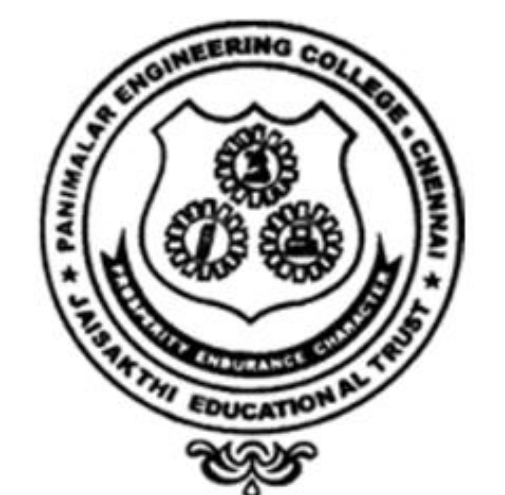 PANIMALAR ENGINEERING COLLEGE • CHENNAI
★ JAISAKTHI EDUCATIONAL TRUST ★
PROSPERITY ENDURANCE CHARACTER